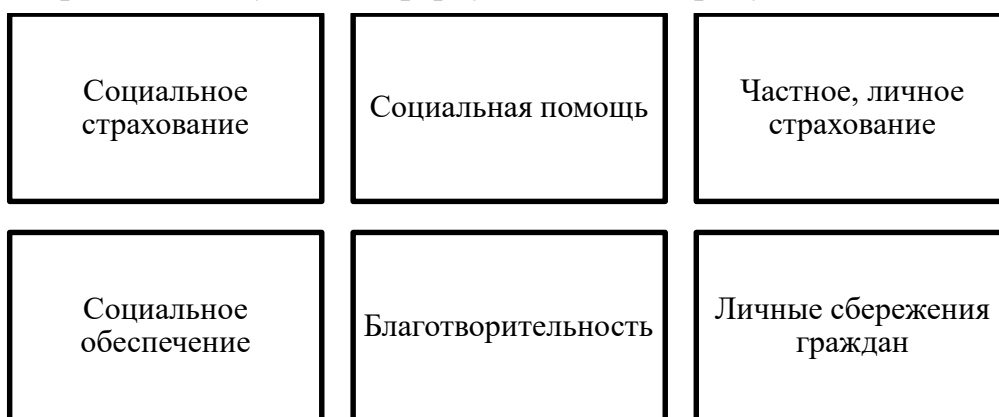 Социальное
страхование
Социальная помощь
Частное, личное
страхование
Социальное
обеспечение
Благотворительность
Личные сбережения
граждан